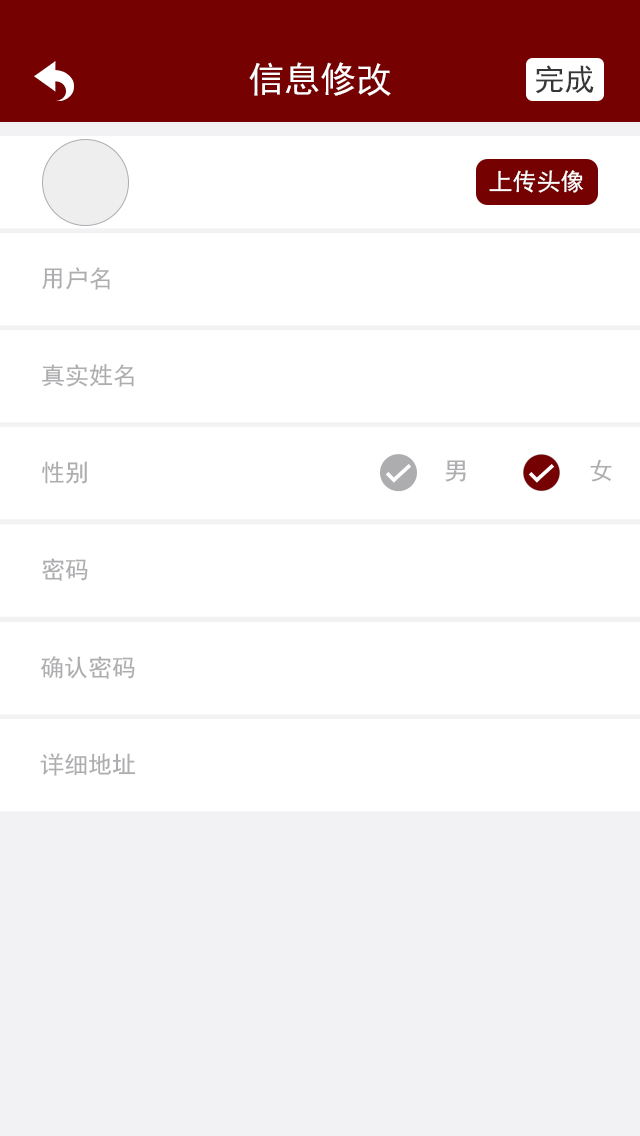 信息修改 完成
上传头像
用户名
真实姓名
性别 男 女
密码
确认密码
详细地址